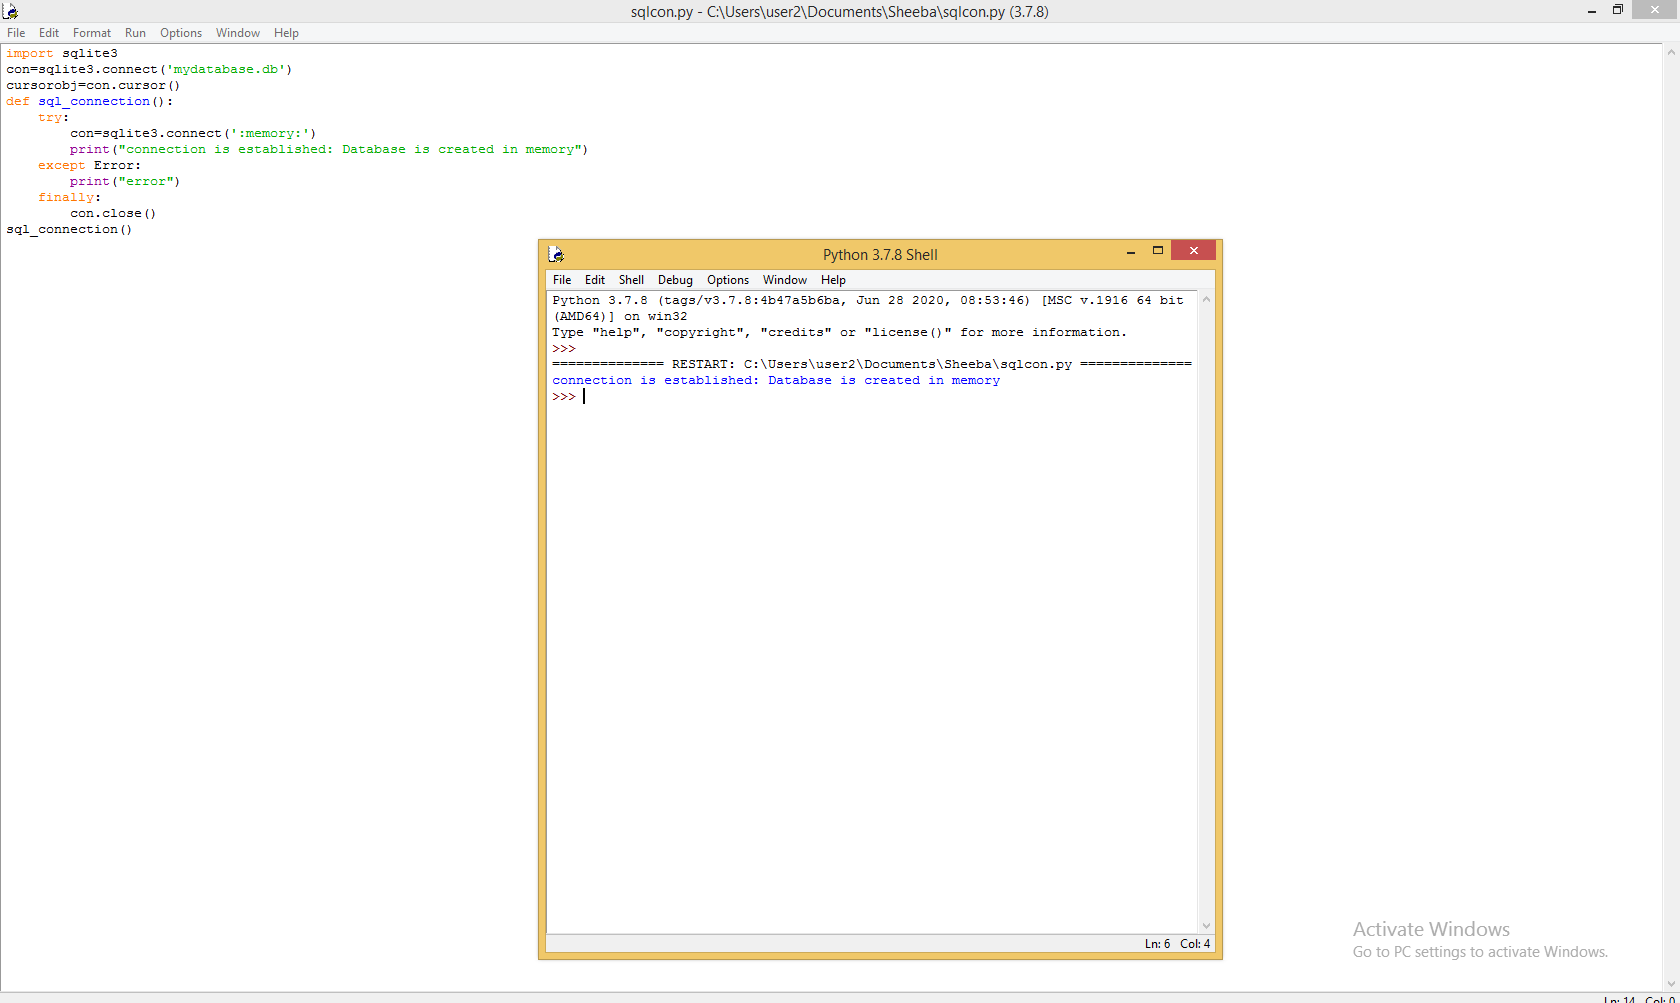 sqlcon.py - C:\Users\user2\Documents\Sheeba\sqlcon.py (3.7.8)
File Edit Format Run Options Window Help
import sqlite3
con=sqlite3.connect('mydatabase.db')
cursorobj=con.cursor()
def sql_connection():
    try:
        con=sqlite3.connect(':memory:')
        print("connection is established: Database is created in memory")
    except Error:
        print("error")
    finally:
        con.close()
sql_connection()
Python 3.7.8 Shell
File Edit Shell Debug Options Window Help
Python 3.7.8 (tags/v3.7.8:4b47a5b6ba, Jun 28 2020, 08:53:46) [MSC v.1916 64 bit
(AMD64)] on win32
Type "help", "copyright", "credits" or "license()" for more information.
>>>
============== RESTART: C:\Users\user2\Documents\Sheeba\sqlcon.py ==============
connection is established: Database is created in memory
>>>
Ln: 6 Col: 4
Activate Windows
Go to PC settings to activate Windows.
Ln: 14 Col: 0